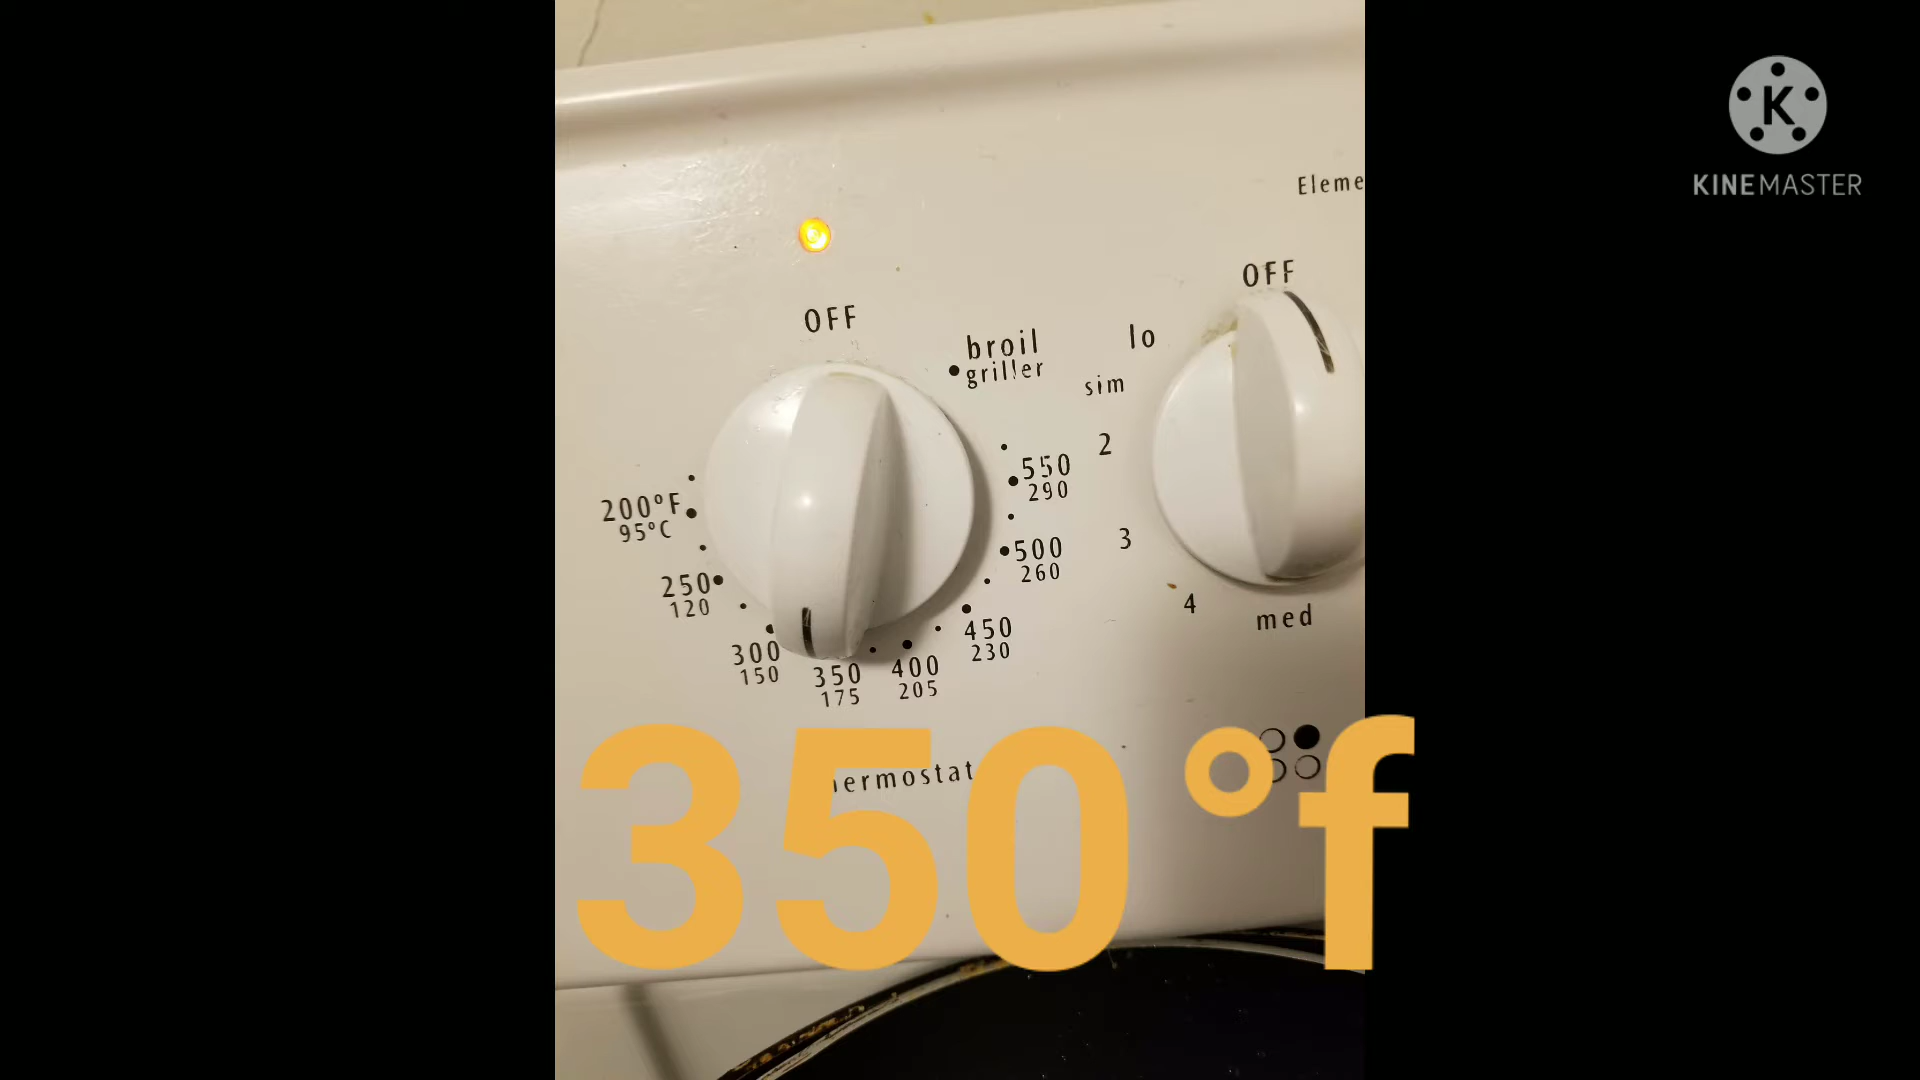 KINEMASTER
Eleme
OFF
OFF
broil
griller
lo
sim
2
3
4
med
550
290
500
260
450
230
400
205
350
175
300
150
250
120
200°F
95°C
hermostat
350°f